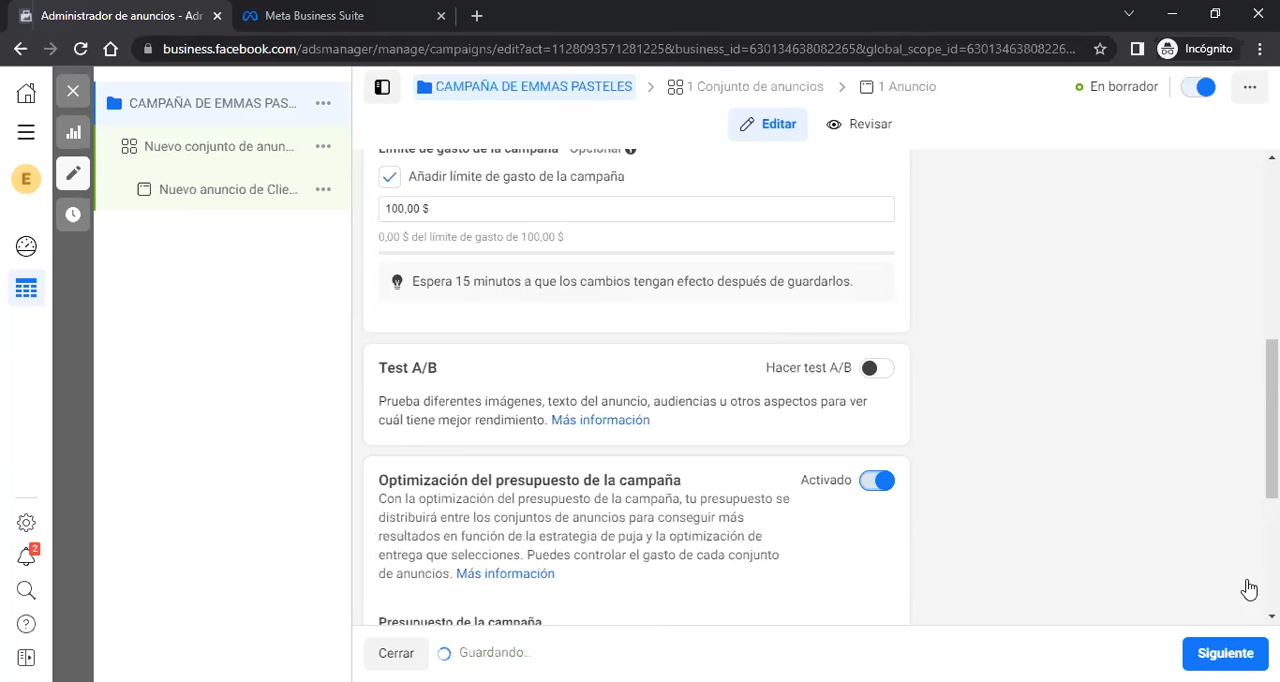 Administrador de anuncios - Adr
Meta Business Suite
business.facebook.com/adsmanager/manage/campaigns/edit?act=1128093571281225&business_id=630134638082265&global_scope_id=63013463808226...
Incógnito
CAMPAÑA DE EMMAS PAS...
CAMPAÑA DE EMMAS PASTELES
1 Conjunto de anuncios
1 Anuncio
En borrador
Editar
Revisar
Nuevo conjunto de anun...
E
Nuevo anuncio de Clie...
Límite de gasto de la campaña Opcional
Añadir límite de gasto de la campaña
100,00 $
0,00 $ del límite de gasto de 100,00 $
Espera 15 minutos a que los cambios tengan efecto después de guardarlos.
Test A/B
Hacer test A/B
Prueba diferentes imágenes, texto del anuncio, audiencias u otros aspectos para ver
cuál tiene mejor rendimiento. Más información
Optimización del presupuesto de la campaña
Activado
Con la optimización del presupuesto de la campaña, tu presupuesto se
distribuirá entre los conjuntos de anuncios para conseguir más
resultados en función de la estrategia de puja y la optimización de
entrega que selecciones. Puedes controlar el gasto de cada conjunto
de anuncios. Más información
Presupuesto de la campaña
2
Cerrar
Guardando...
Siguiente